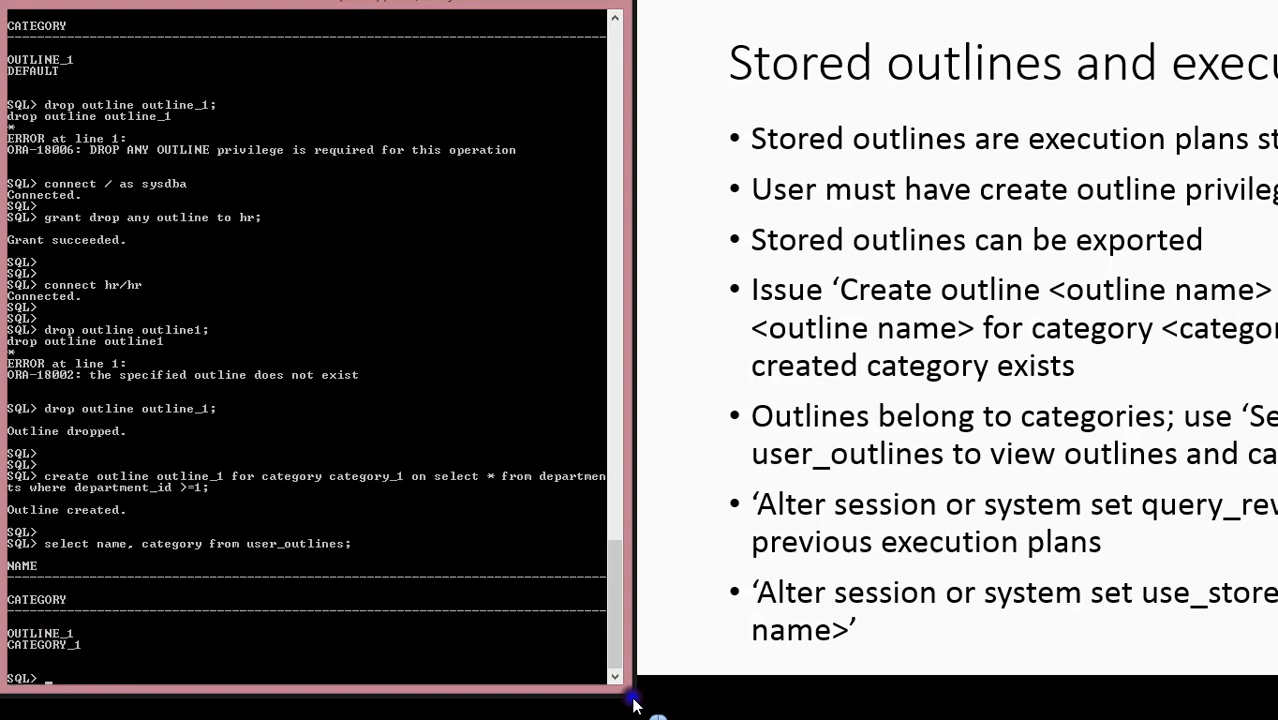 CATEGORY
--------------------------------------------------------------------------------
OUTLINE_1
DEFAULT
SQL> drop outline outline_1;
drop outline outline_1
*
ERROR at line 1:
ORA-18006: DROP ANY OUTLINE privilege is required for this operation
SQL> connect / as sysdba
Connected.
SQL>
SQL> grant drop any outline to hr;
Grant succeeded.
SQL>
SQL>
SQL> connect hr/hr
Connected.
SQL>
SQL> drop outline outline1;
drop outline outline1
*
ERROR at line 1:
ORA-18002: the specified outline does not exist
SQL> drop outline outline_1;
Outline dropped.
SQL>
SQL>
SQL> create outline outline_1 for category category_1 on select * from departmen
ts where department_id >=1;
Outline created.
SQL>
SQL> select name, category from user_outlines;
NAME
--------------------------------------------------------------------------------
CATEGORY
--------------------------------------------------------------------------------
OUTLINE_1
CATEGORY_1
SQL> _
Stored outlines and execu
• Stored outlines are execution plans st
• User must have create outline privileg
• Stored outlines can be exported
• Issue ‘Create outline <outline name>
<outline name> for category <categor
created category exists
• Outlines belong to categories; use ‘Se
user_outlines to view outlines and ca
• ‘Alter session or system set query_rev
previous execution plans
• ‘Alter session or system set use_store
name>’